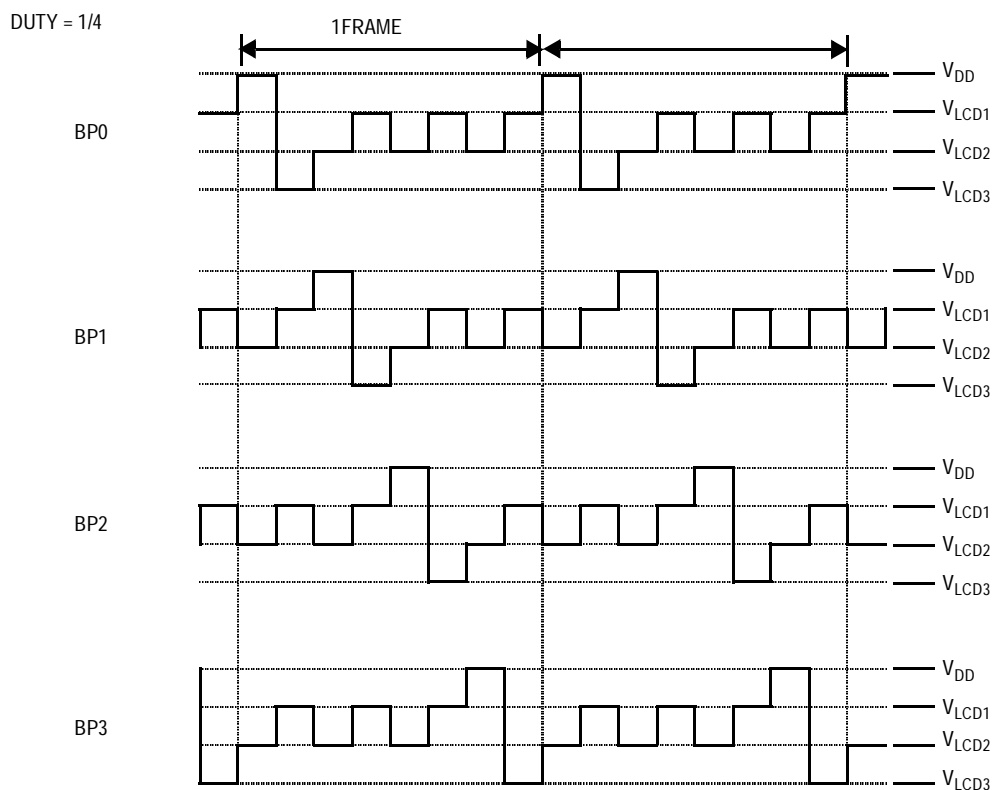 DUTY = 1/4
1FRAME
BP0
VDD
VLCD1
VLCD2
VLCD3
BP1
VDD
VLCD1
VLCD2
VLCD3
BP2
VDD
VLCD1
VLCD2
VLCD3
BP3
VDD
VLCD1
VLCD2
VLCD3